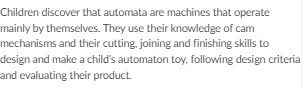 Children discover that automata are machines that operate
mainly by themselves. They use their knowledge of cam
mechanisms and their cutting, joining and finishing skills to
design and make a child's automaton toy, following design criteria
and evaluating their product.